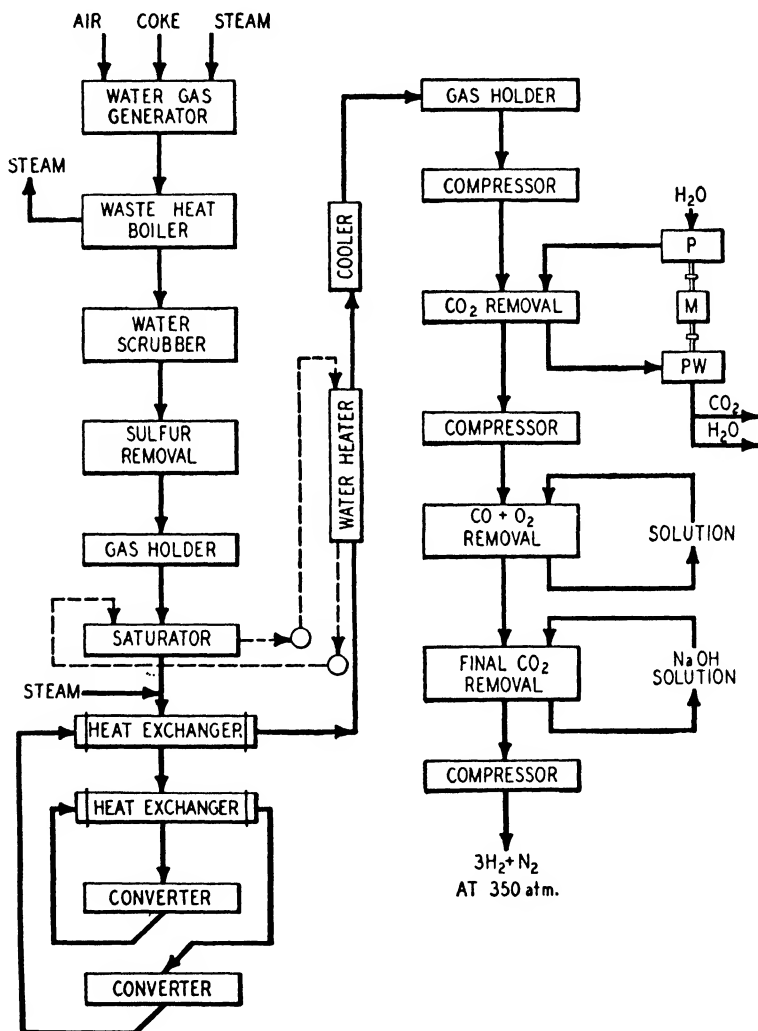 AIR COKE STEAM
WATER GAS
GENERATOR
STEAM
WASTE HEAT
BOILER
WATER
SCRUBBER
SULFUR
REMOVAL
GAS HOLDER
SATURATOR
STEAM
HEAT EXCHANGER
HEAT EXCHANGER
CONVERTER
CONVERTER
WATER HEATER
COOLER
GAS HOLDER
COMPRESSOR
CO₂ REMOVAL
H₂O
P
M
PW
CO₂
H₂O
COMPRESSOR
CO + O₂
REMOVAL
SOLUTION
FINAL CO₂
REMOVAL
NaOH
SOLUTION
COMPRESSOR
3H₂+N₂
AT 350 atm.